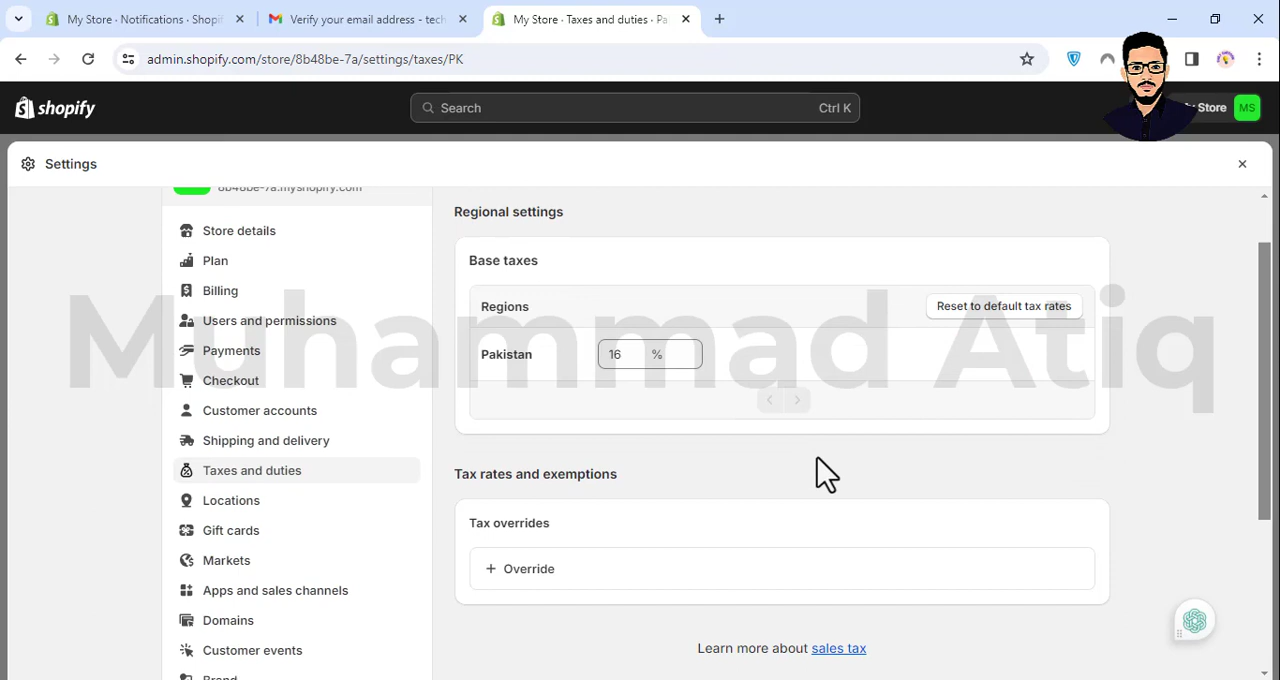 My Store · Notifications · Shopif
Verify your email address - tech
My Store · Taxes and duties · Pa
admin.shopify.com/store/8b48be-7a/settings/taxes/PK
shopify
Search
Ctrl K
Store
MS
Settings
8b48be-7a.myshopify.com
Store details
Plan
Billing
Users and permissions
Payments
Checkout
Customer accounts
Shipping and delivery
Taxes and duties
Locations
Gift cards
Markets
Apps and sales channels
Domains
Customer events
Brand
Regional settings
Base taxes
Regions
Reset to default tax rates
Pakistan
16 %
Tax rates and exemptions
Tax overrides
+ Override
Learn more about sales tax
Muhammad Atiq